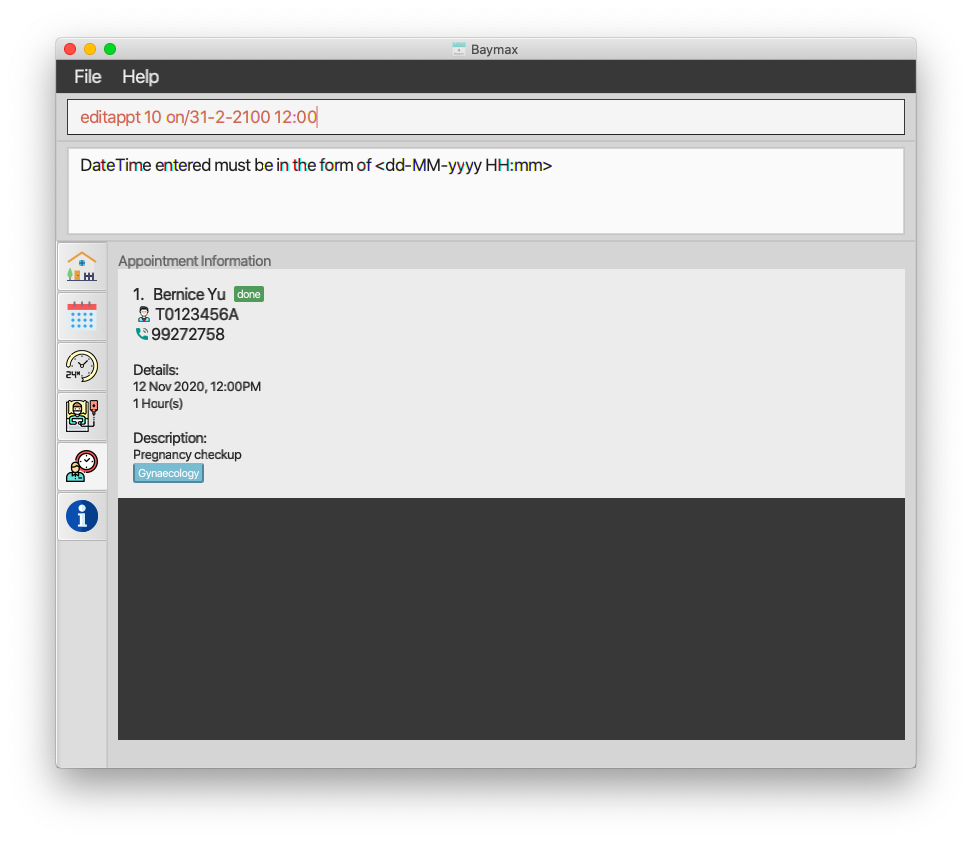 Baymax
File Help
editappt 10 on/31-2-2100 12:00
DateTime entered must be in the form of <dd-MM-yyyy HH:mm>
Appointment Information
1. Bernice Yu done
T0123456A
99272758
24H
Details:
12 Nov 2020, 12:00PM
1 Hour(s)
Description:
Pregnancy checkup
Gynaecology